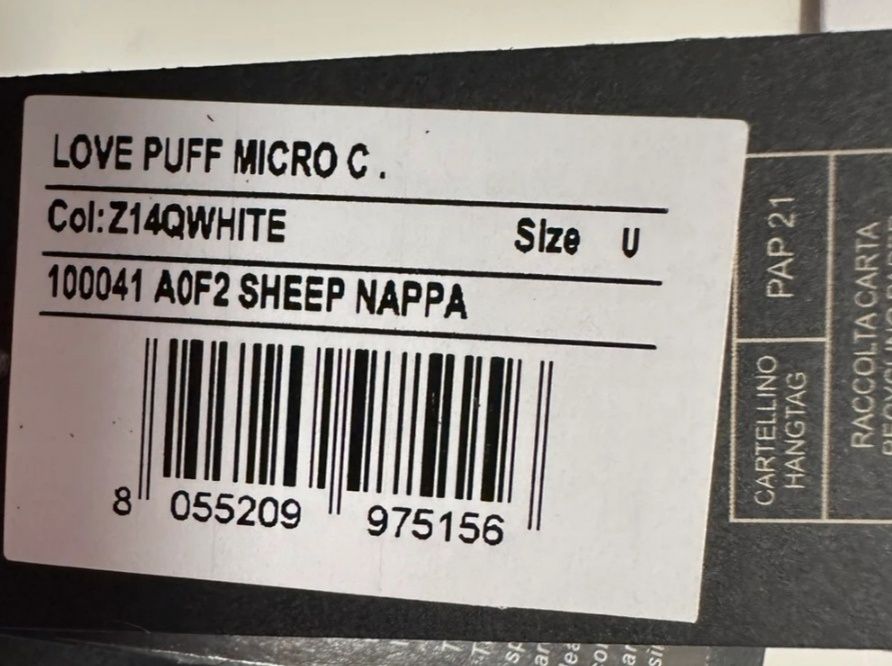 LOVE PUFF MICRO C .
Col:Z14QWHITE Size U
100041 A0F2 SHEEP NAPPA
8 055209 975156
CARTELLINO
HANGTAG
PAP 21
RACCOLTA CARTA